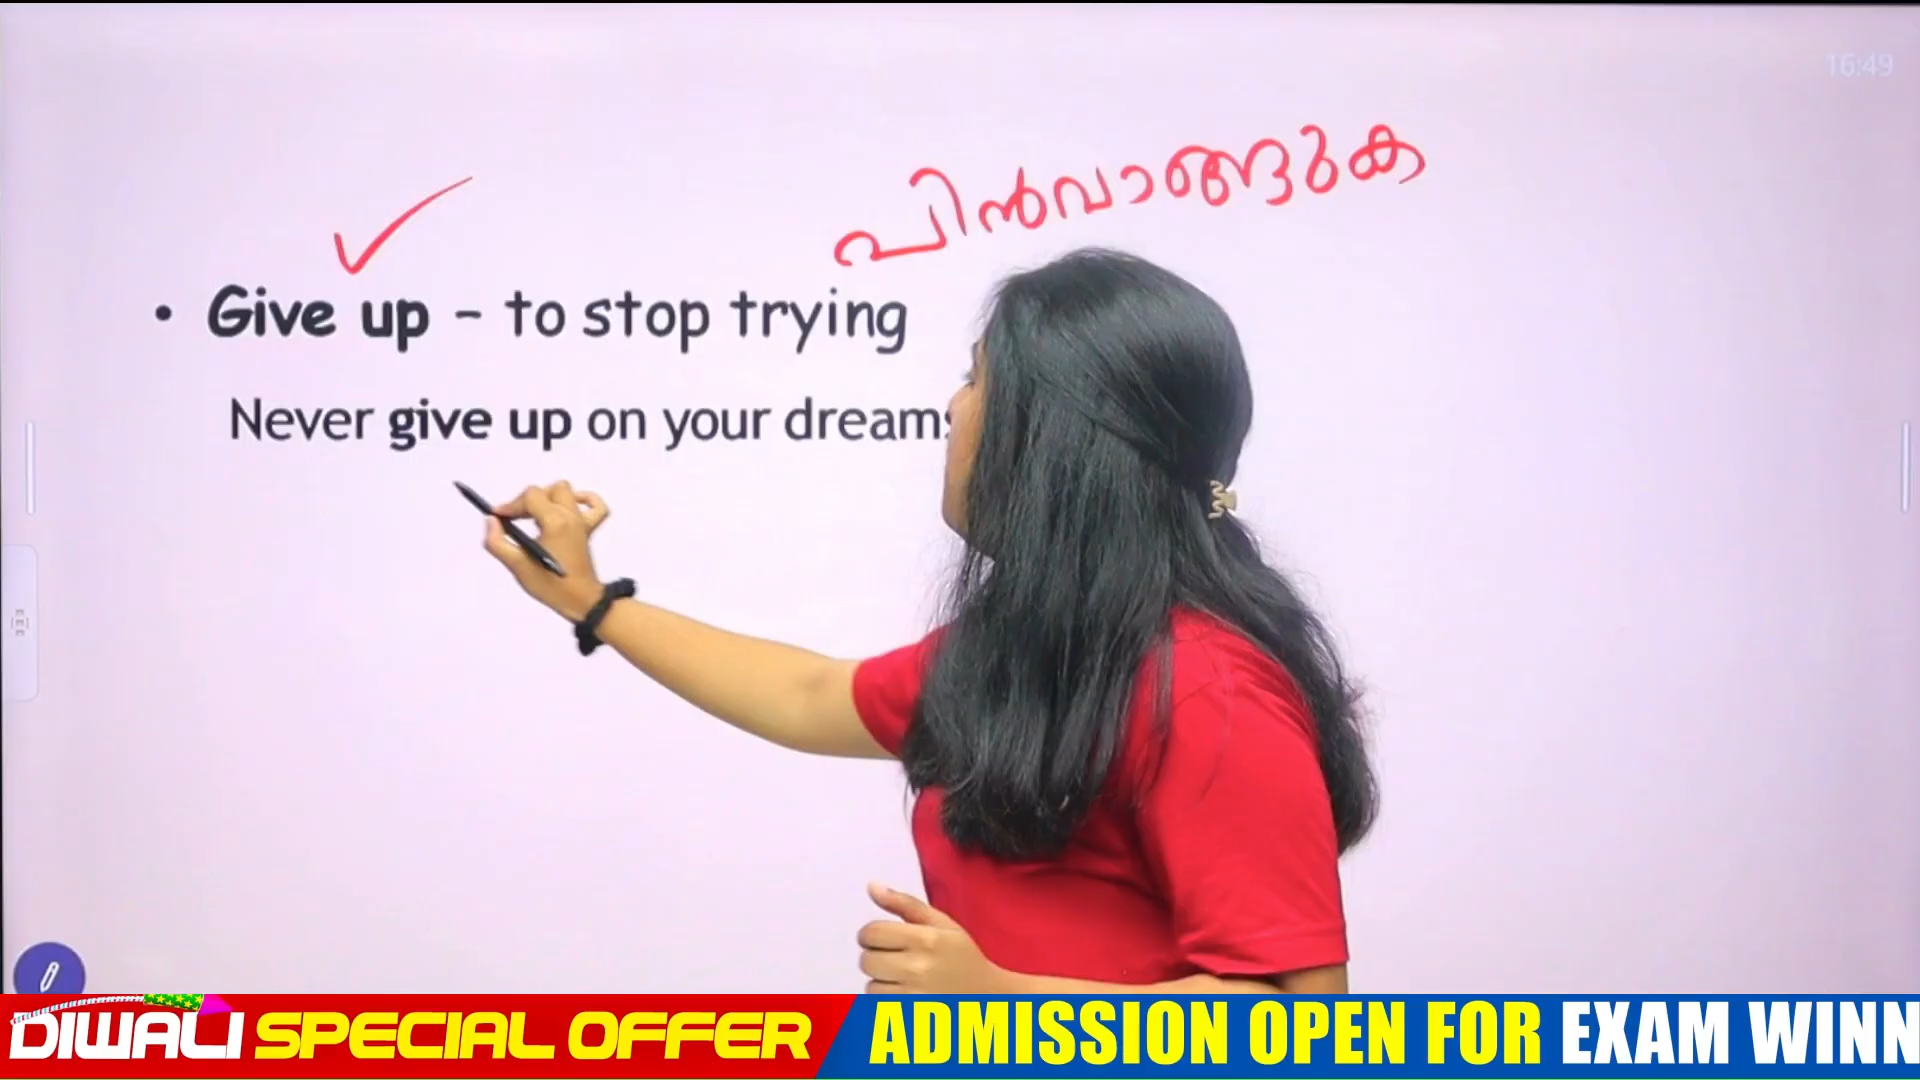 16:49
പിൻവാങ്ങുക
• Give up – to stop trying
Never give up on your dreams
DIWALI SPECIAL OFFER ADMISSION OPEN FOR EXAM WINN